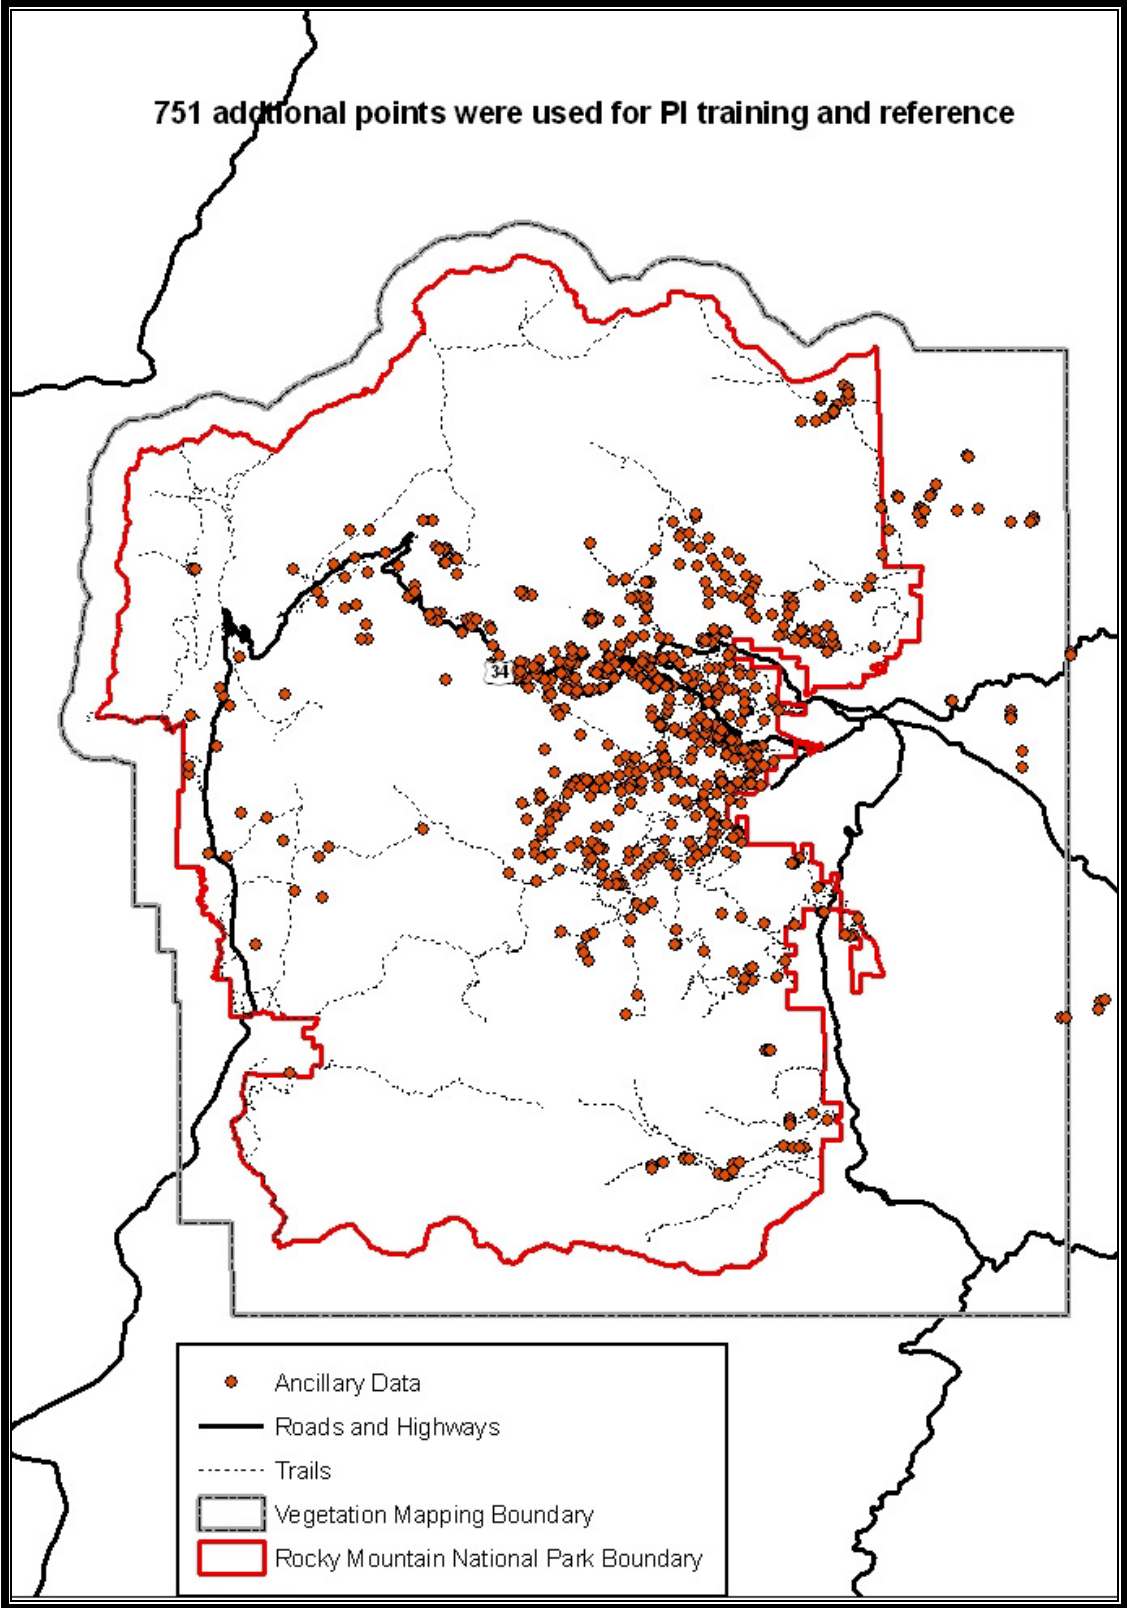 751 addtional points were used for PI training and reference
34
Ancillary Data
Roads and Highways
Trails
Vegetation Mapping Boundary
Rocky Mountain National Park Boundary